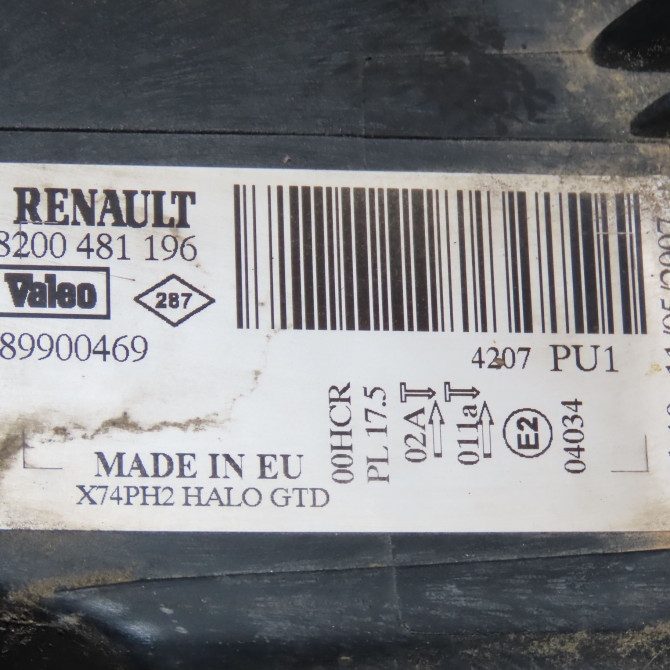 RENAULT
8200 481 196
Valeo
287
89900469
4207 PU1
00HCR
PL 17.5
02A
011a
E2
04034
MADE IN EU
X74PH2 HALO GTD